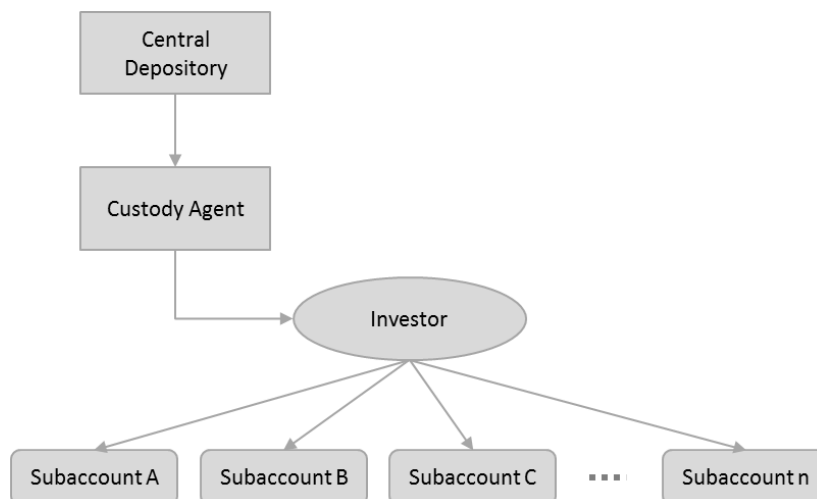 Central
Depository
Custody Agent
Investor
Subaccount A
Subaccount B
Subaccount C
Subaccount n